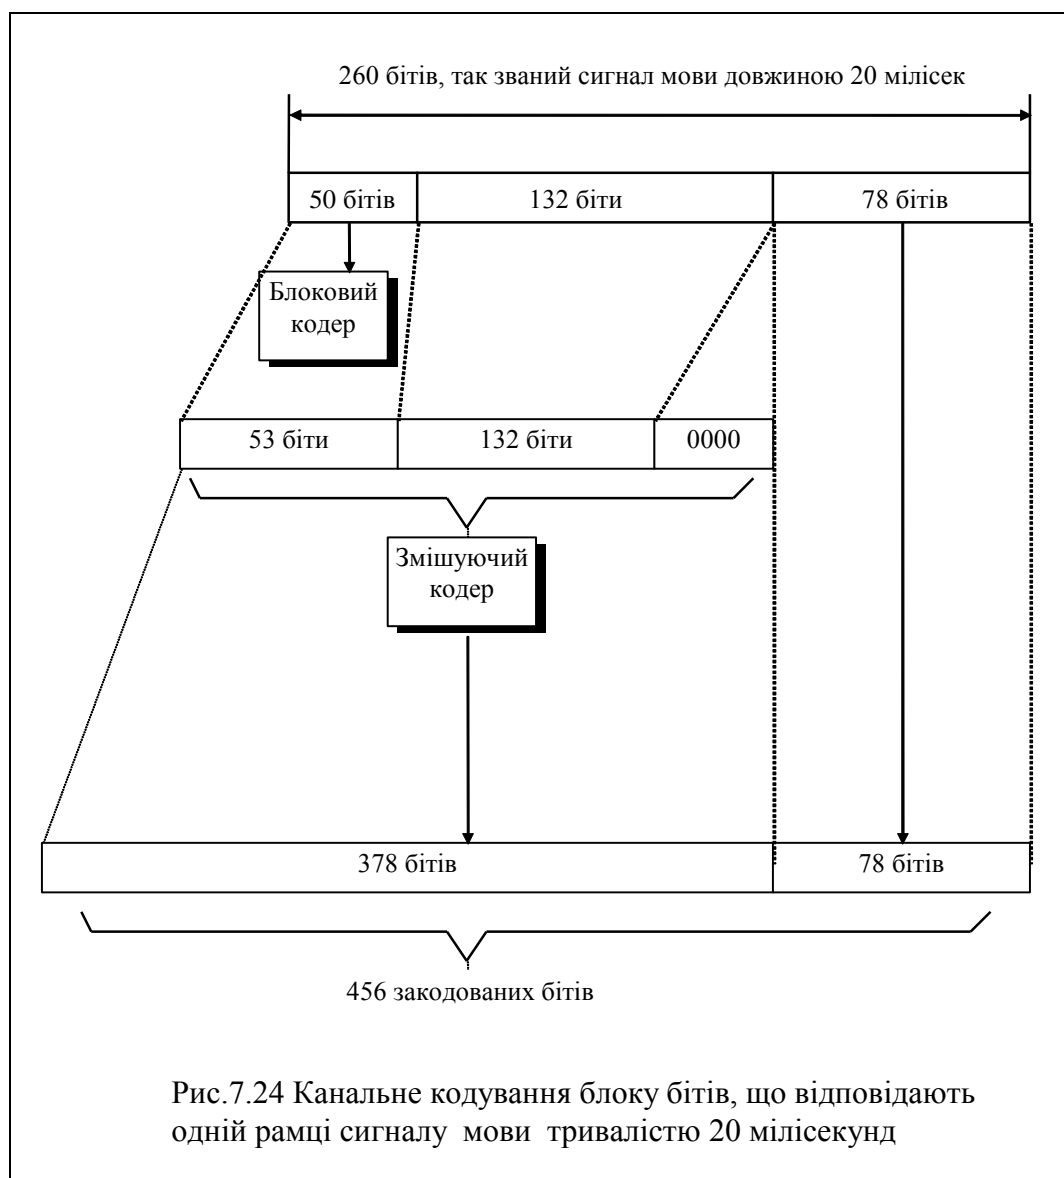 260 бітів, так званий сигнал мови довжиною 20 мілісек
50 бітів
132 біти
78 бітів
Блоковий
кодер
53 біти
132 біти
0000
Змішуючий
кодер
378 бітів
78 бітів
456 закодованих бітів
Рис.7.24 Канальне кодування блоку бітів, що відповідають
одній рамці сигналу мови тривалістю 20 мілісекунд